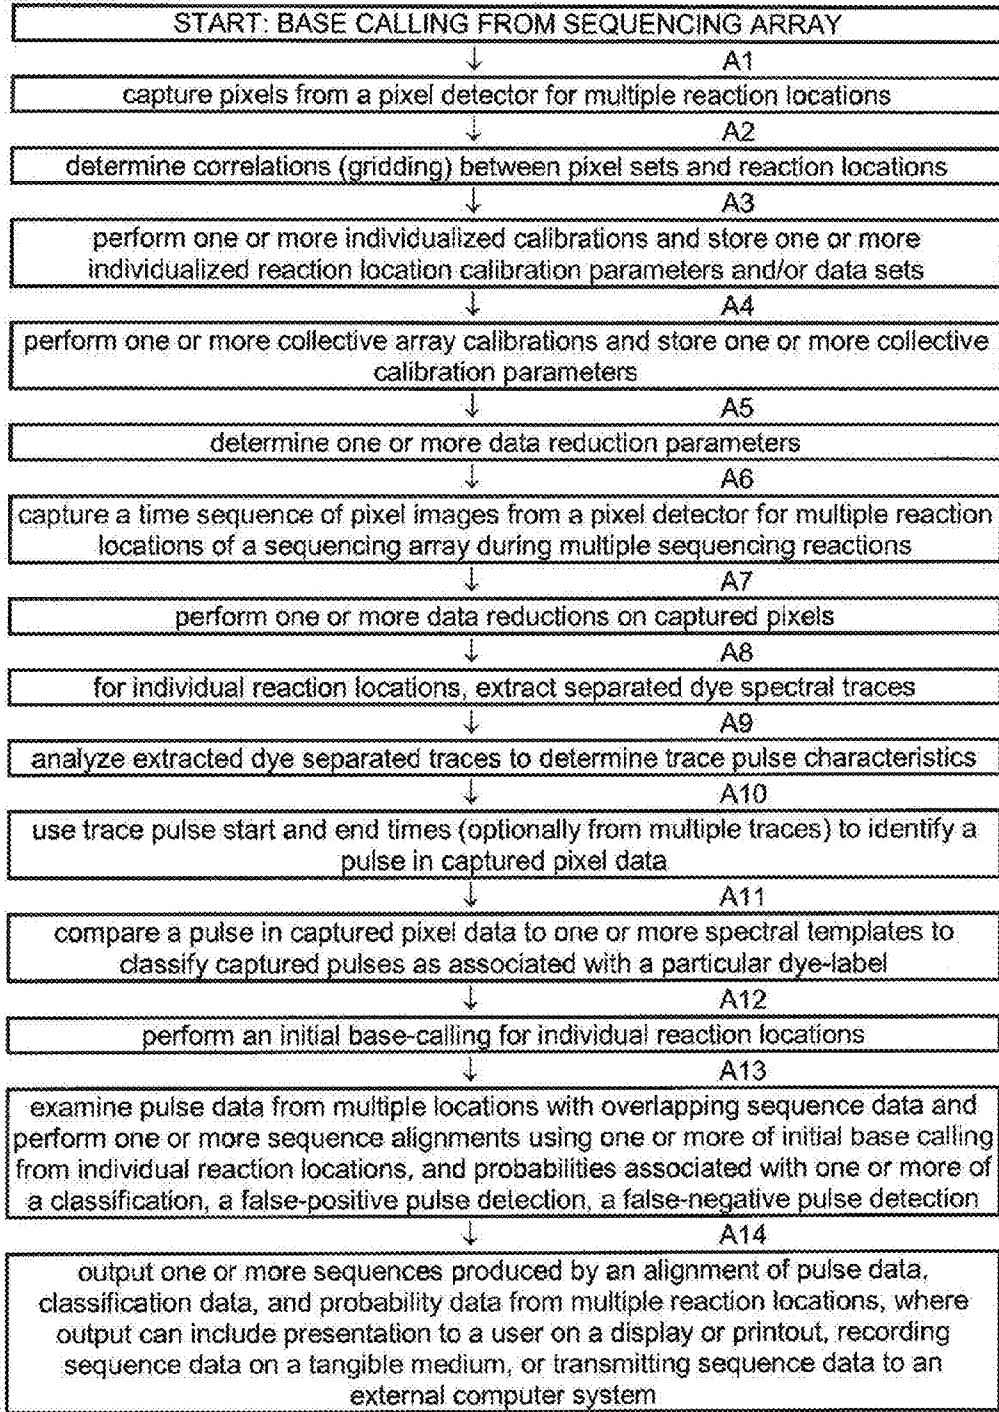 START: BASE CALLING FROM SEQUENCING ARRAY
↓ A1
capture pixels from a pixel detector for multiple reaction locations
↓ A2
determine correlations (gridding) between pixel sets and reaction locations
↓ A3
perform one or more individualized calibrations and store one or more
individualized reaction location calibration parameters and/or data sets
↓ A4
perform one or more collective array calibrations and store one or more collective
calibration parameters
↓ A5
determine one or more data reduction parameters
↓ A6
capture a time sequence of pixel images from a pixel detector for multiple reaction
locations of a sequencing array during multiple sequencing reactions
↓ A7
perform one or more data reductions on captured pixels
↓ A8
for individual reaction locations, extract separated dye spectral traces
↓ A9
analyze extracted dye separated traces to determine trace pulse characteristics
↓ A10
use trace pulse start and end times (optionally from multiple traces) to identify a
pulse in captured pixel data
↓ A11
compare a pulse in captured pixel data to one or more spectral templates to
classify captured pulses as associated with a particular dye-label
↓ A12
perform an initial base-calling for individual reaction locations
↓ A13
examine pulse data from multiple locations with overlapping sequence data and
perform one or more sequence alignments using one or more of initial base calling
from individual reaction locations, and probabilities associated with one or more of
a classification, a false-positive pulse detection, a false-negative pulse detection
↓ A14
output one or more sequences produced by an alignment of pulse data,
classification data, and probability data from multiple reaction locations, where
output can include presentation to a user on a display or printout, recording
sequence data on a tangible medium, or transmitting sequence data to an
external computer system